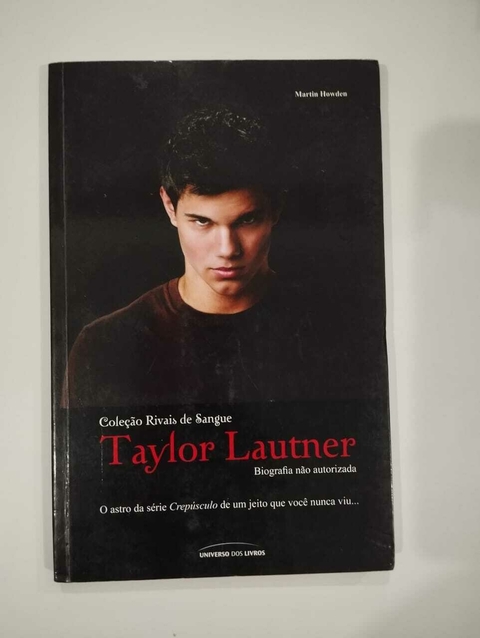 Martin Howden
Coleção Rivais de Sangue
Taylor Lautner
Biografia não autorizada
O astro da série Crepúsculo de um jeito que você nunca viu...
UNIVERSO DOS LIVROS